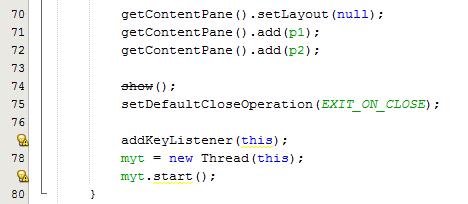 70 getContentPane().setLayout(null);
71 getContentPane().add(p1);
72 getContentPane().add(p2);
73
74 show();
75 setDefaultCloseOperation(EXIT_ON_CLOSE);
76
addKeyListener(this);
78 myt = new Thread(this);
myt.start();
80 }